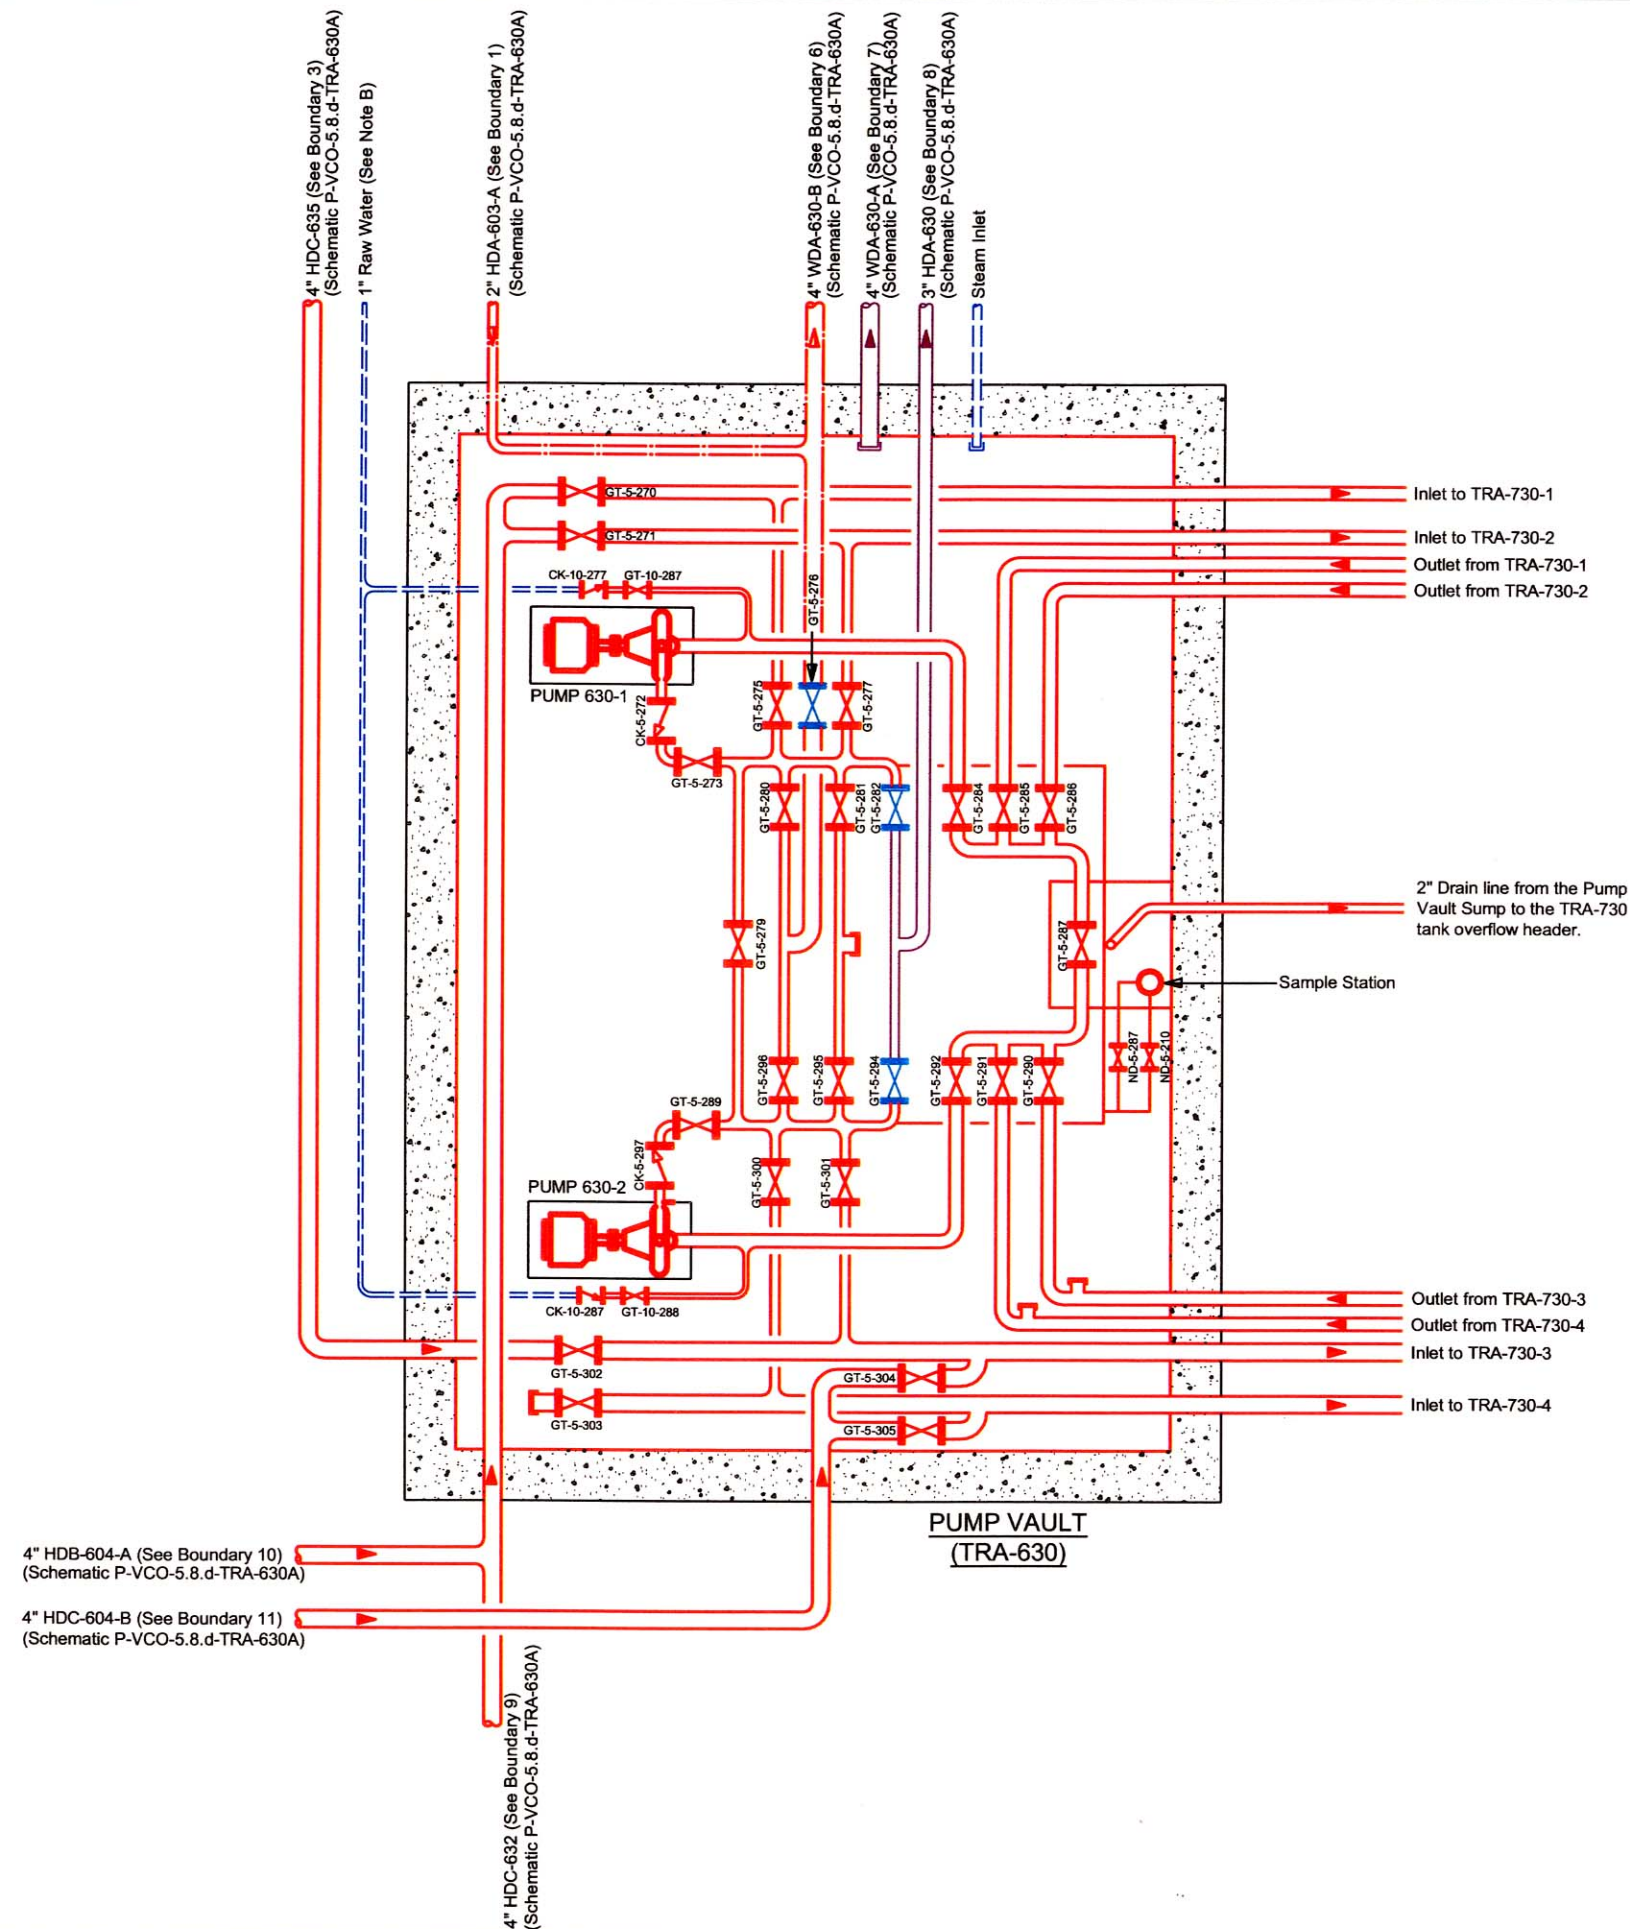 4" HDC-635 (See Boundary 3)
(Schematic P-VCO-5.8.d-TRA-630A)
1" Raw Water (See Note B)
2" HDA-603-A (See Boundary 1)
(Schematic P-VCO-5.8.d-TRA-630A)
4" WDA-630-B (See Boundary 6)
(Schematic P-VCO-5.8.d-TRA-630A)
4" WDA-630-A (See Boundary 7)
(Schematic P-VCO-5.8.d-TRA-630A)
3" HDA-630 (See Boundary 8)
(Schematic P-VCO-5.8.d-TRA-630A)
Steam Inlet
GT-5-270
Inlet to TRA-730-1
GT-5-271
Inlet to TRA-730-2
Outlet from TRA-730-1
CK-10-277
GT-10-287
GT-5-276
Outlet from TRA-730-2
PUMP 630-1
CK-5-272
GT-5-275
GT-5-277
GT-5-273
GT-5-280
GT-5-281
GT-5-282
GT-5-284
GT-5-285
GT-5-286
2" Drain line from the Pump
Vault Sump to the TRA-730
tank overflow header.
GT-5-279
GT-5-287
Sample Station
ND-5-287
ND-5-210
GT-5-296
GT-5-295
GT-5-294
GT-5-292
GT-5-291
GT-5-290
GT-5-289
CK-5-297
GT-5-300
GT-5-301
PUMP 630-2
CK-10-287
GT-10-288
Outlet from TRA-730-3
Outlet from TRA-730-4
Inlet to TRA-730-3
GT-5-302
GT-5-304
Inlet to TRA-730-4
GT-5-303
GT-5-305
PUMP VAULT
(TRA-630)
4" HDB-604-A (See Boundary 10)
(Schematic P-VCO-5.8.d-TRA-630A)
4" HDC-604-B (See Boundary 11)
(Schematic P-VCO-5.8.d-TRA-630A)
4" HDC-632 (See Boundary 9)
(Schematic P-VCO-5.8.d-TRA-630A)